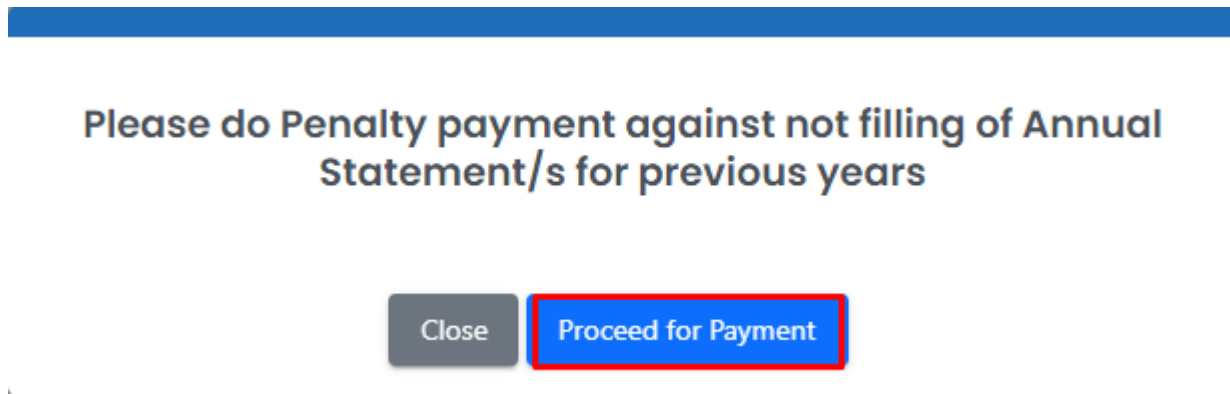 Please do Penalty payment against not filling of Annual
Statement/s for previous years
Close Proceed for Payment